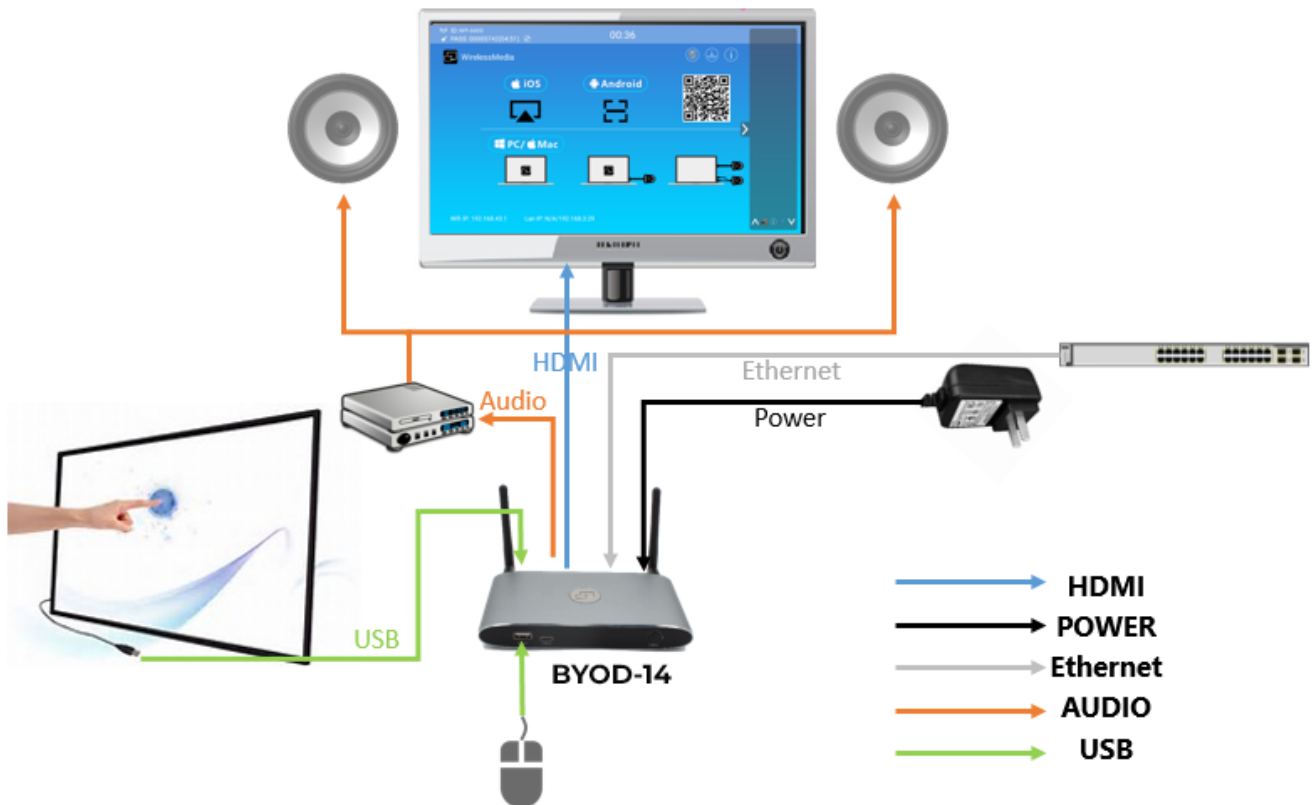 00:36
WirelessMedia
iOS
Android
PC/ Mac
HDMI
Ethernet
Audio
Power
USB
BYOD-14
HDMI
POWER
Ethernet
AUDIO
USB